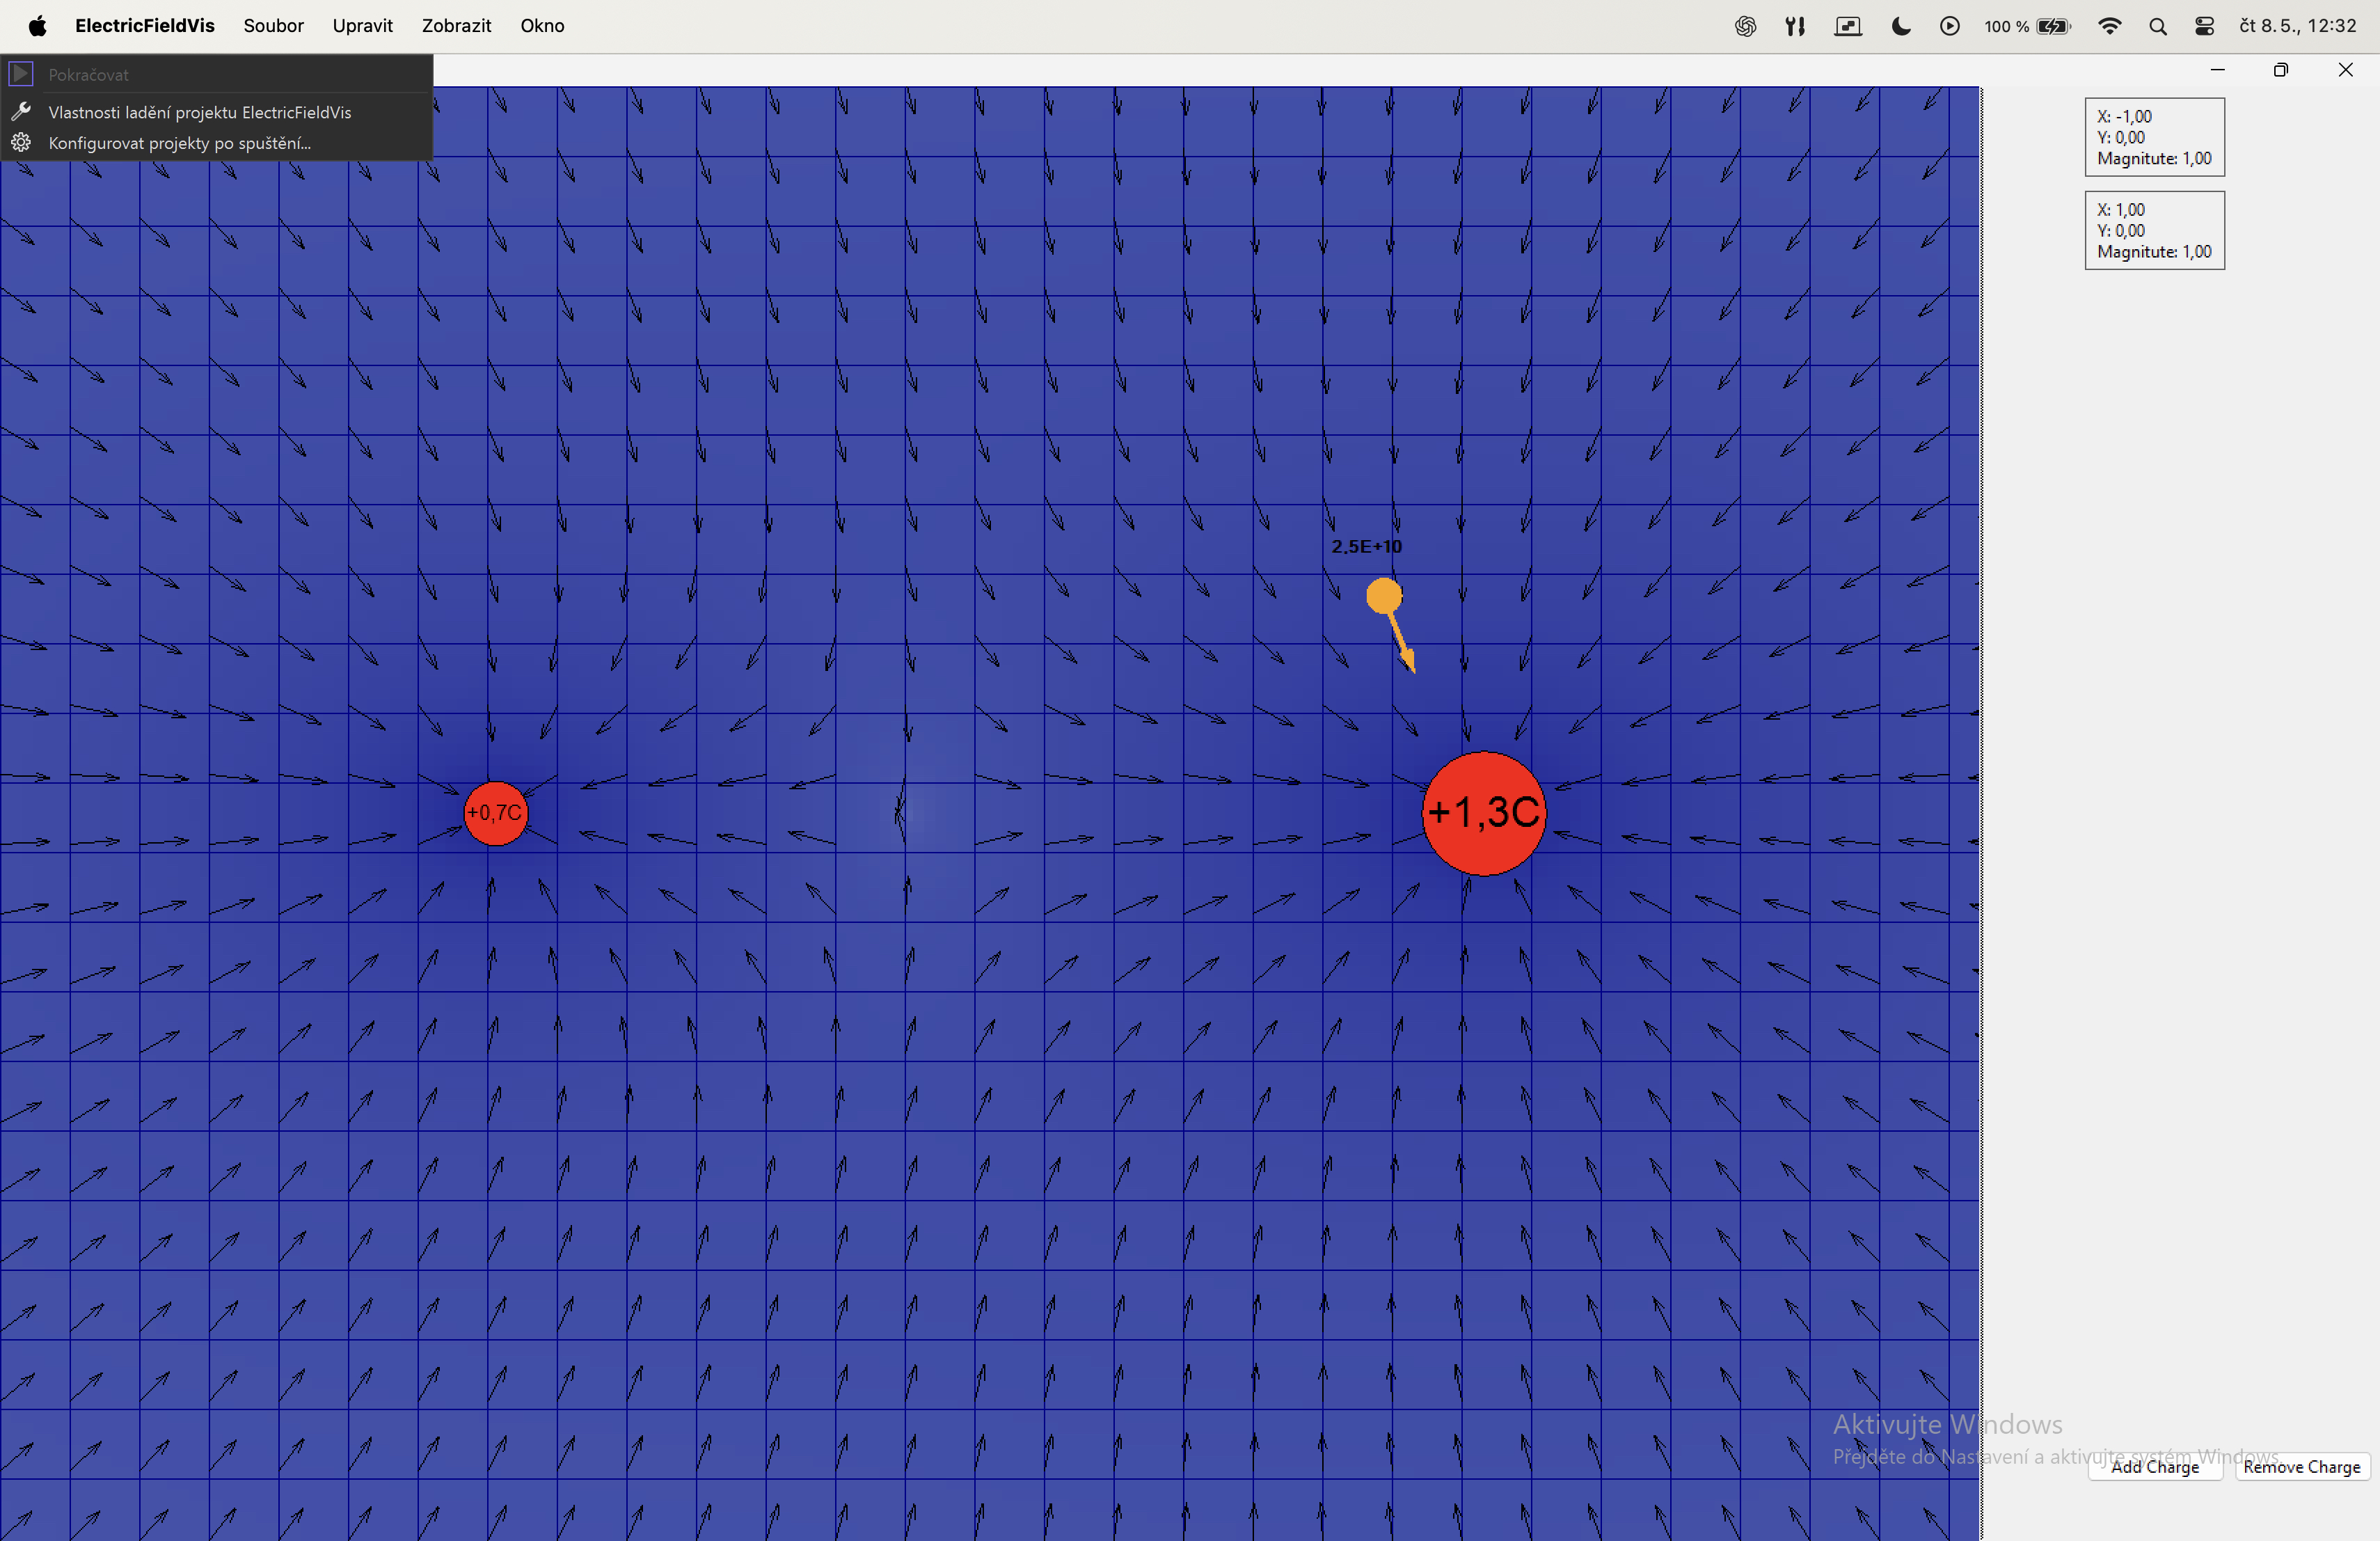 ElectricFieldVis Soubor Upravit Zobrazit Okno 100 % čt 8. 5., 12:32
Pokračovat
Vlastnosti ladění projektu ElectricFieldVis
Konfigurovat projekty po spuštění...
X: -1,00
Y: 0,00
Magnitute: 1,00
X: 1,00
Y: 0,00
Magnitute: 1,00
2,5E+10
+0,7C
+1,3C
Aktivujte Windows
Přejděte do Nastavení a aktivujte systém Windows.
Add Charge
Remove Charge